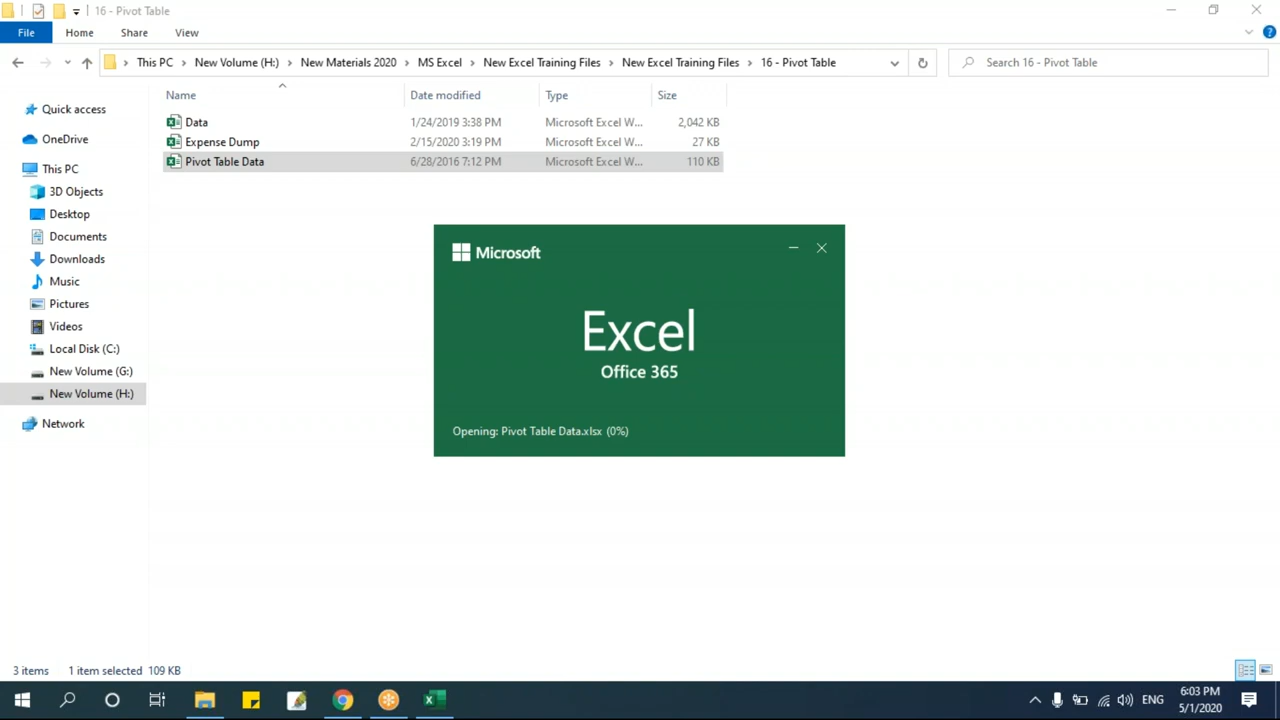 16 - Pivot Table
File Home Share View
This PC New Volume (H:) New Materials 2020 MS Excel New Excel Training Files New Excel Training Files 16 - Pivot Table Search 16 - Pivot Table
Name Date modified Type Size
Data 1/24/2019 3:38 PM Microsoft Excel W... 2,042 KB
Expense Dump 2/15/2020 3:19 PM Microsoft Excel W... 27 KB
Pivot Table Data 6/28/2016 7:12 PM Microsoft Excel W... 110 KB
Quick access
OneDrive
This PC
3D Objects
Desktop
Documents
Downloads
Music
Pictures
Videos
Local Disk (C:)
New Volume (G:)
New Volume (H:)
Network
Microsoft
Excel
Office 365
Opening: Pivot Table Data.xlsx (0%)
3 items 1 item selected 109 KB
ENG
6:03 PM
5/1/2020